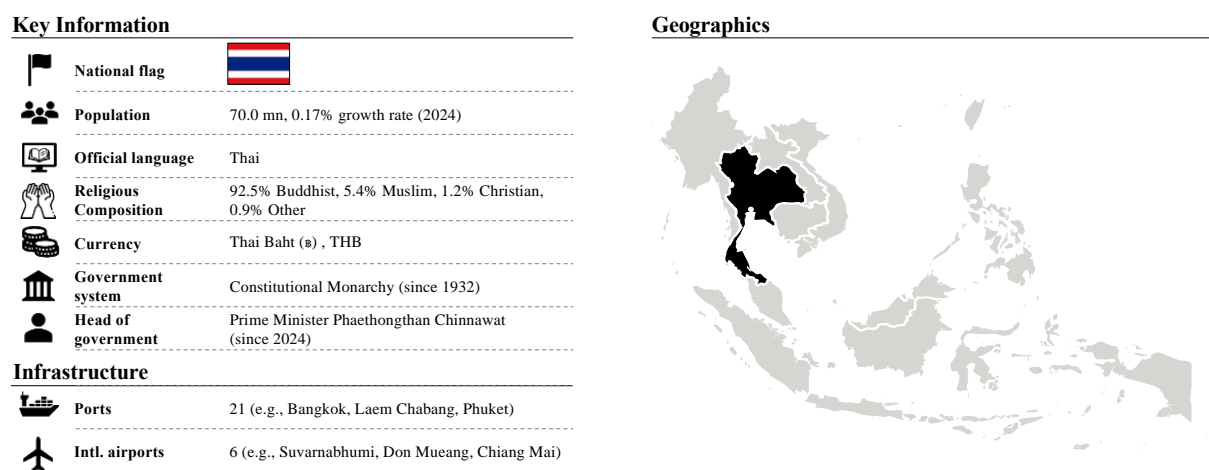 Key Information
National flag
Population
70.0 mn, 0.17% growth rate (2024)
Official language
Thai
Religious
Composition
92.5% Buddhist, 5.4% Muslim, 1.2% Christian,
0.9% Other
Currency
Thai Baht (฿) , THB
Government
system
Constitutional Monarchy (since 1932)
Head of
government
Prime Minister Phaethongthan Chinnawat
(since 2024)
Infrastructure
Ports
21 (e.g., Bangkok, Laem Chabang, Phuket)
Intl. airports
6 (e.g., Suvarnabhumi, Don Mueang, Chiang Mai)
Geographics